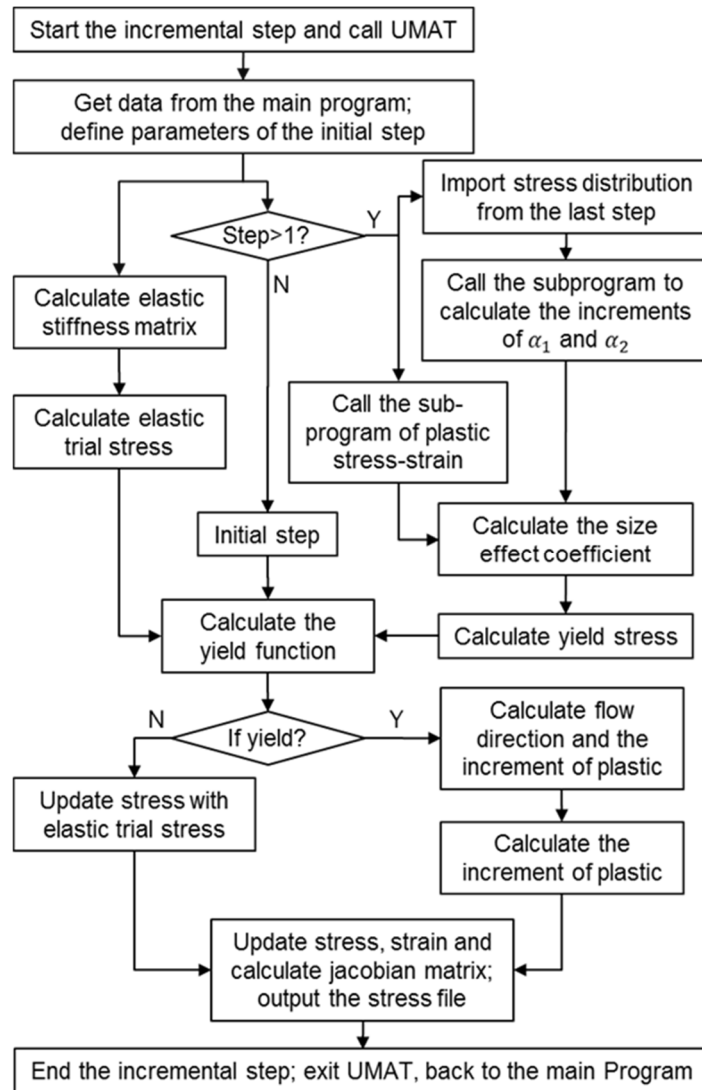 Start the incremental step and call UMAT
Get data from the main program;
define parameters of the initial step
Step>1?
Y
N
Import stress distribution
from the last step
Calculate elastic
stiffness matrix
Call the subprogram to
calculate the increments
of α₁ and α₂
Calculate elastic
trial stress
Call the sub-
program of plastic
stress-strain
Initial step
Calculate the size
effect coefficient
Calculate the
yield function
Calculate yield stress
If yield?
N
Y
Calculate flow
direction and the
increment of plastic
Update stress with
elastic trial stress
Calculate the
increment of plastic
Update stress, strain and
calculate jacobian matrix;
output the stress file
End the incremental step; exit UMAT, back to the main Program